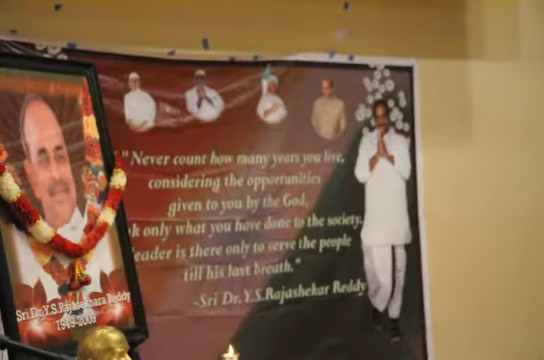 "Never count how many years you live,
considering the opportunities
given to you by the God,
only what you have done to the society.
leader is there only to serve the people
till his last breath."
-Sri Dr.Y.S.Rajashekar Reddy
Sri Dr.Y.S.Rajasekhara Reddy
1949-2009